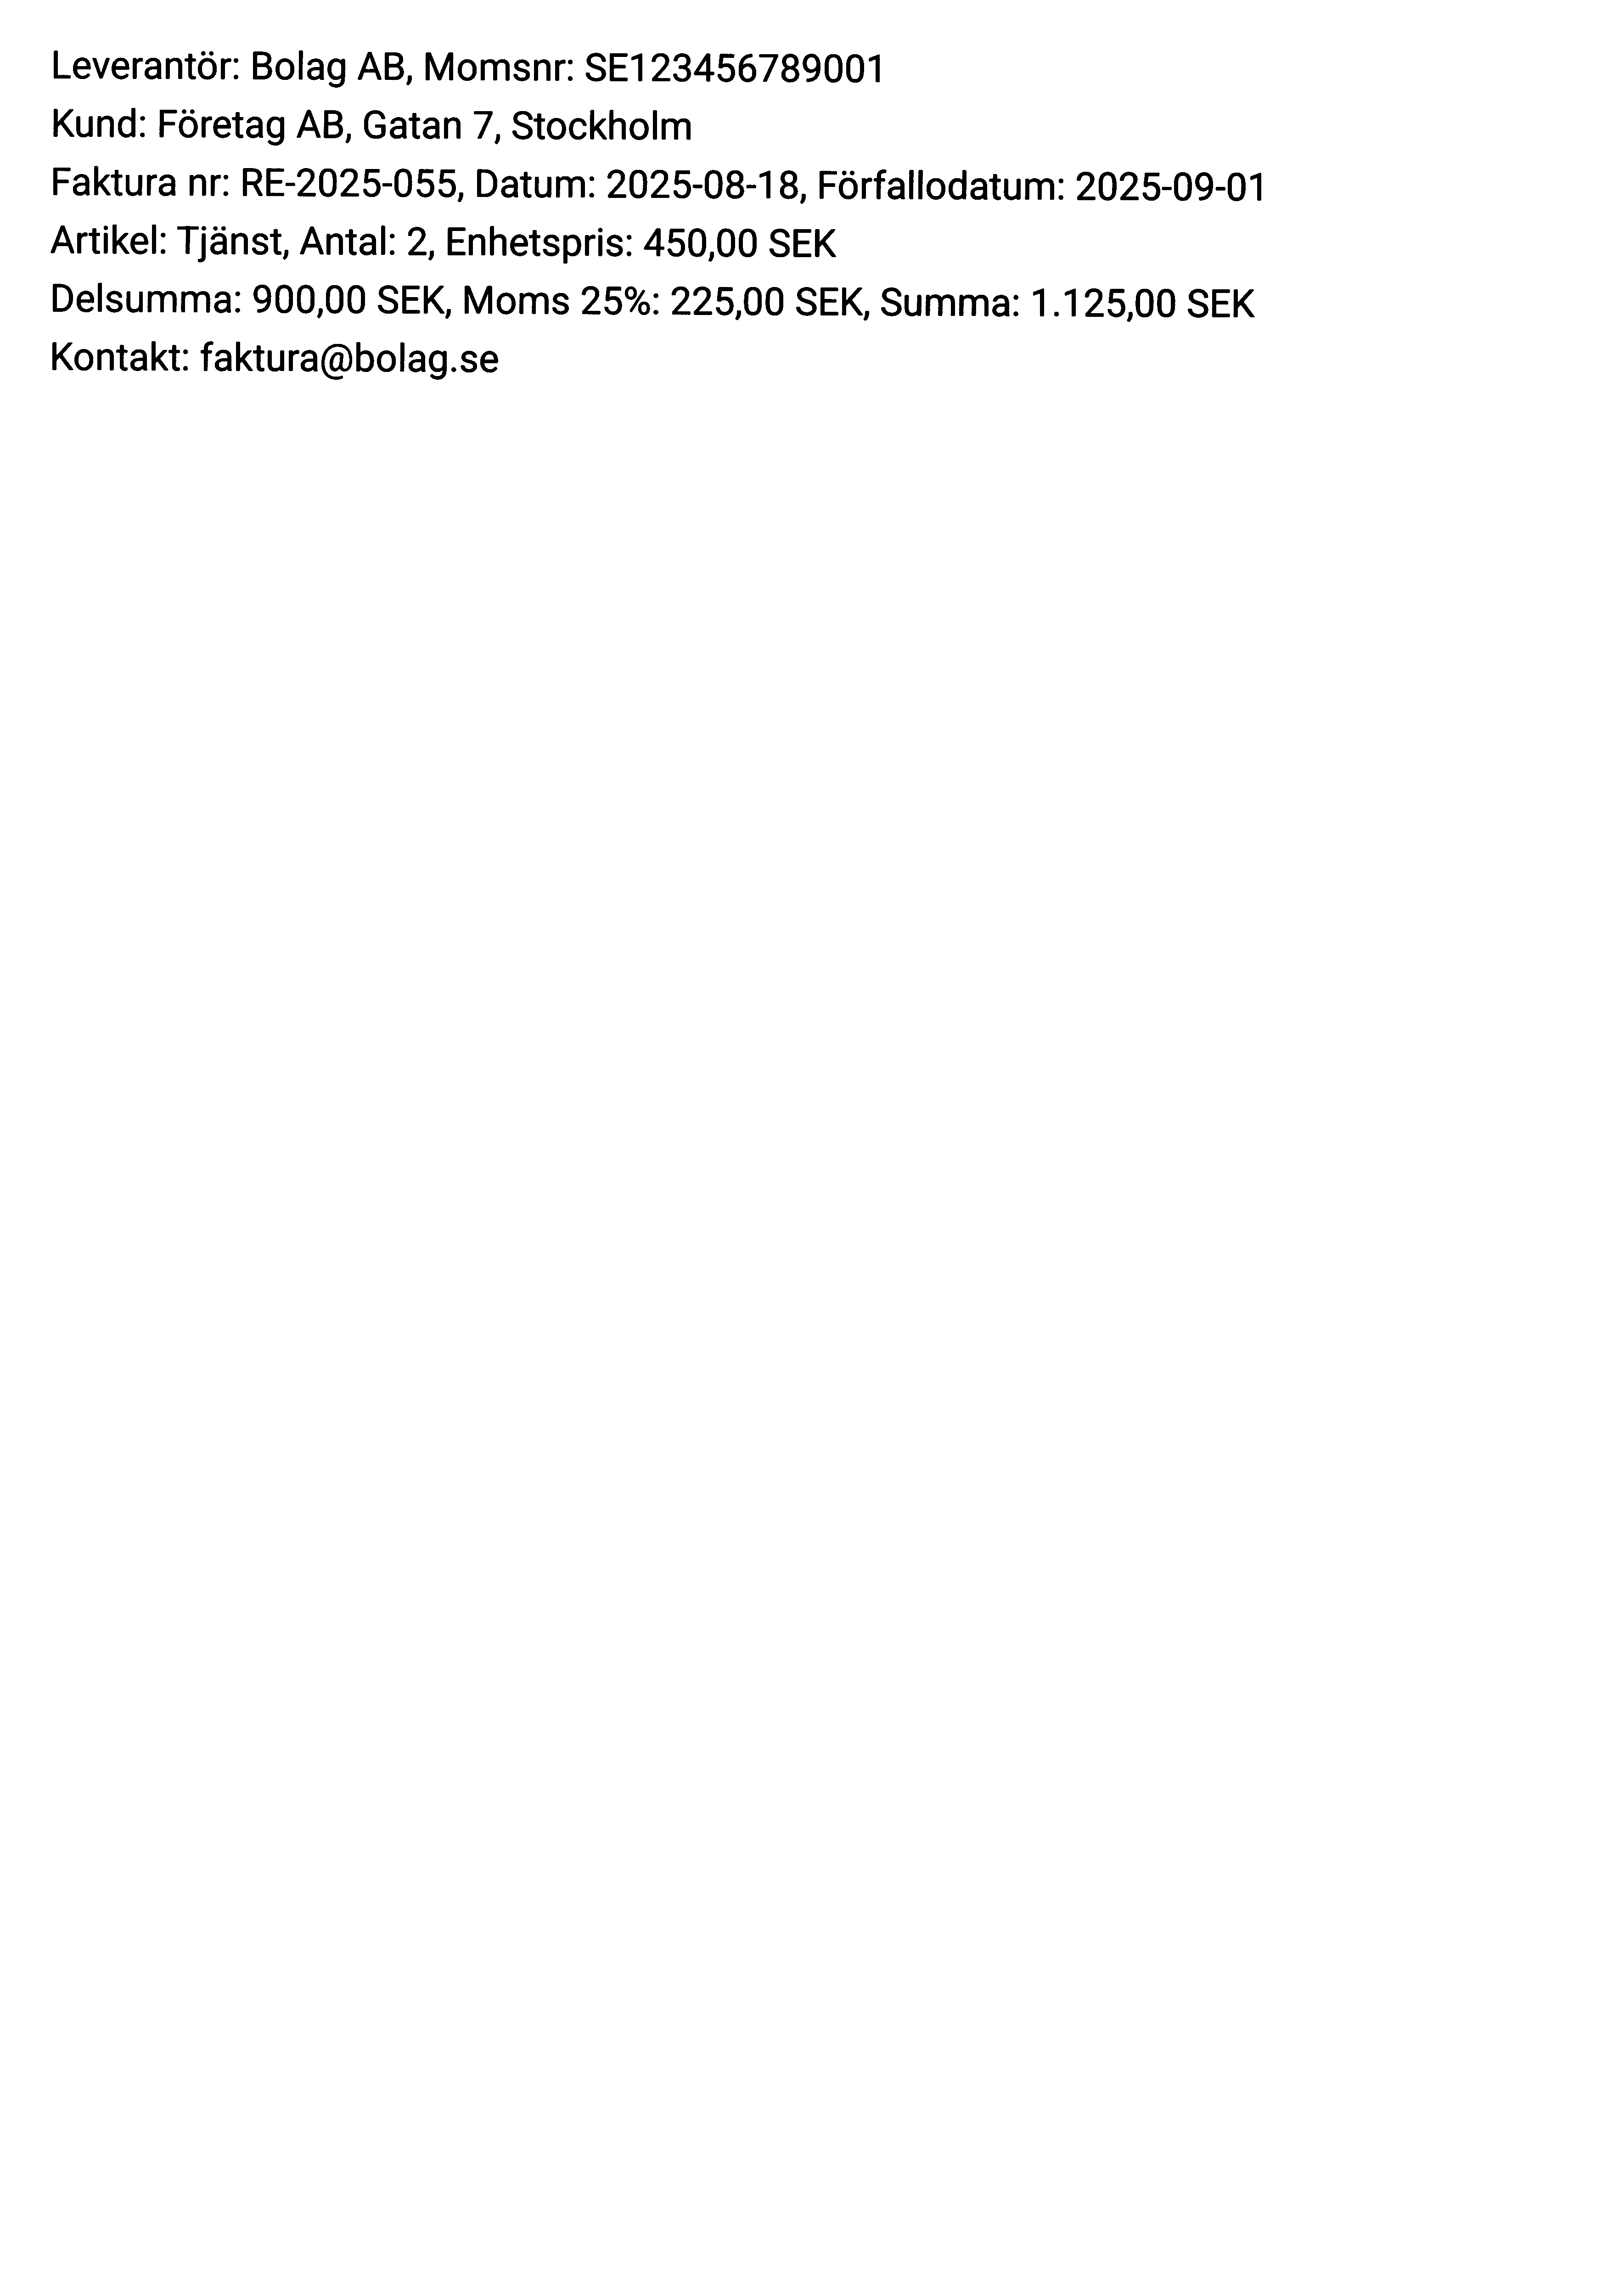 Leverantör: Bolag AB, Momsnr: SE123456789001
Kund: Företag AB, Gatan 7, Stockholm
Faktura nr: RE-2025-055, Datum: 2025-08-18, Förfallodatum: 2025-09-01
Artikel: Tjänst, Antal: 2, Enhetspris: 450,00 SEK
Delsumma: 900,00 SEK, Moms 25%: 225,00 SEK, Summa: 1.125,00 SEK
Kontakt: faktura@bolag.se